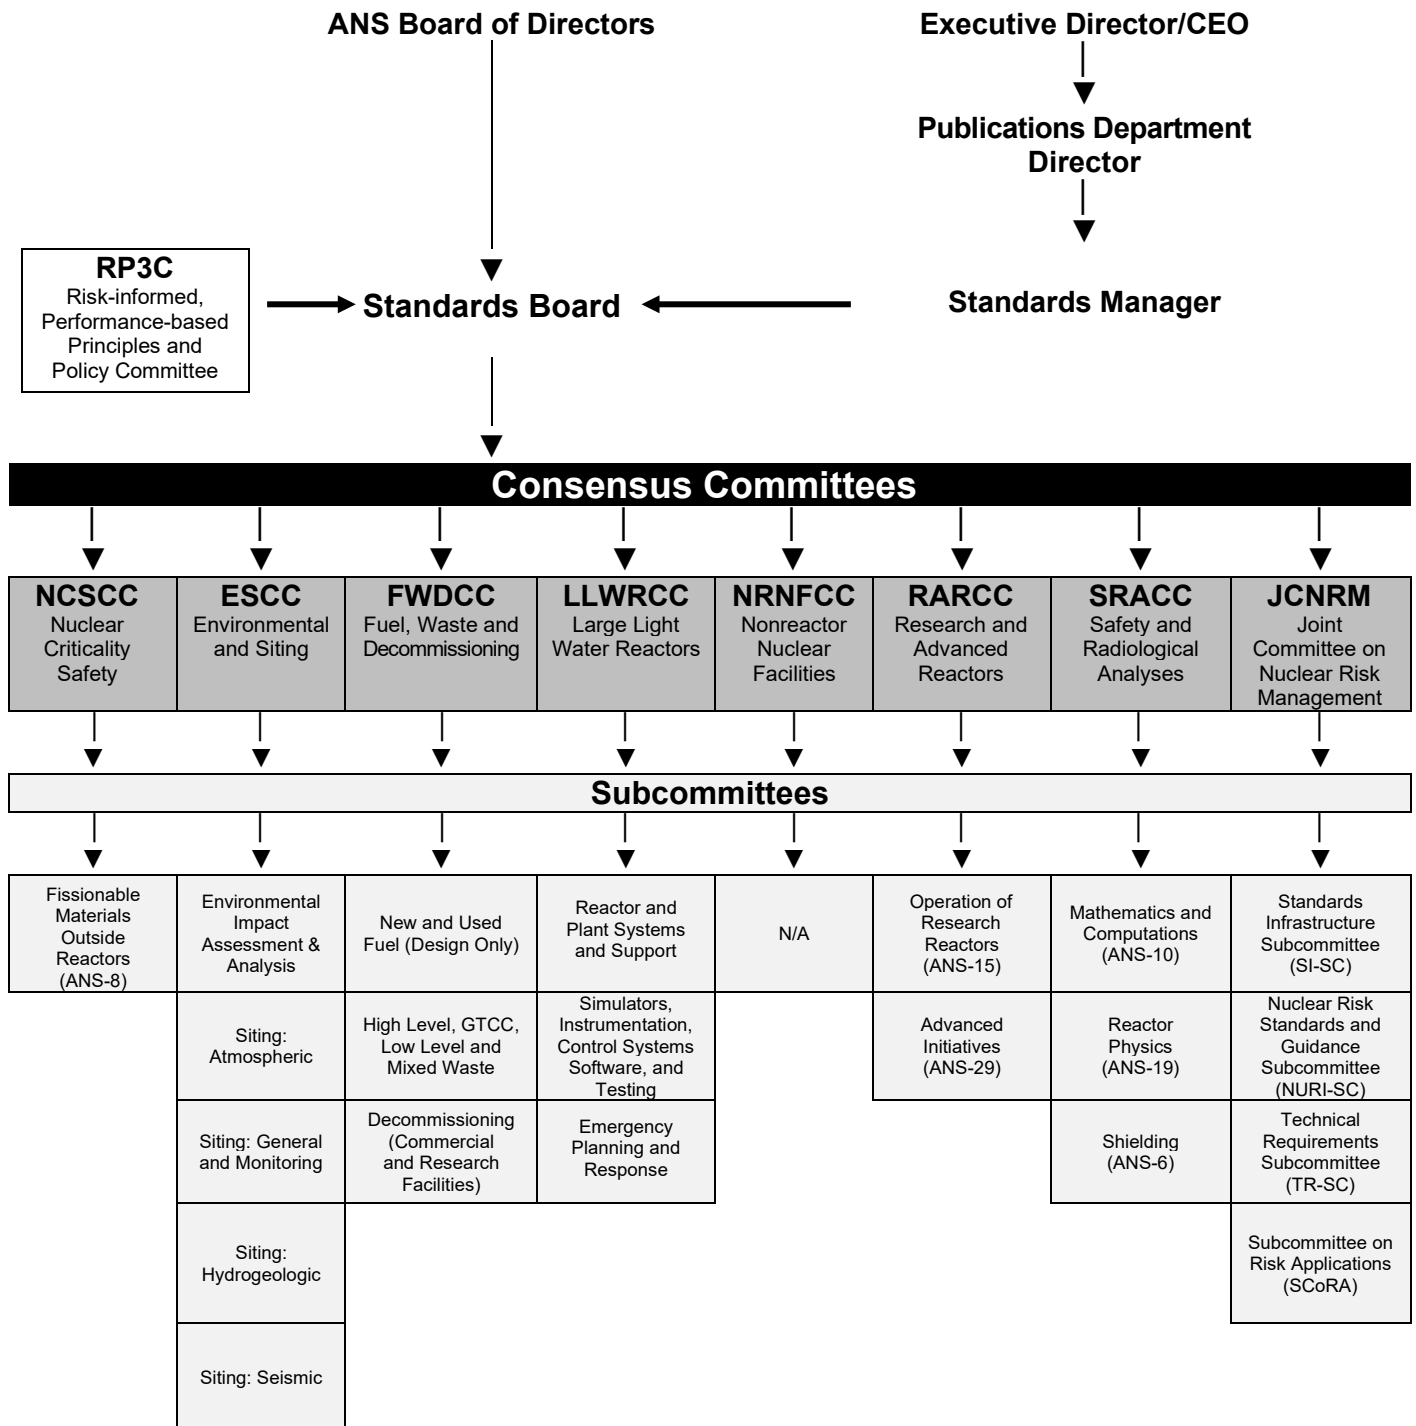 ANS Board of Directors
Executive Director/CEO
Publications Department
Director
RP3C
Risk-informed,
Performance-based
Principles and
Policy Committee
Standards Board
Standards Manager
Consensus Committees
NCSCC
Nuclear
Criticality
Safety
ESCC
Environmental
and Siting
FWDCC
Fuel, Waste and
Decommissioning
LLWRCC
Large Light
Water Reactors
NRNFCC
Nonreactor
Nuclear
Facilities
RARCC
Research and
Advanced
Reactors
SRACC
Safety and
Radiological
Analyses
JCNRM
Joint
Committee on
Nuclear Risk
Management
Subcommittees
Fissionable
Materials
Outside
Reactors
(ANS-8)
Environmental
Impact
Assessment &
Analysis
New and Used
Fuel (Design Only)
Reactor and
Plant Systems
and Support
N/A
Operation of
Research
Reactors
(ANS-15)
Mathematics and
Computations
(ANS-10)
Standards
Infrastructure
Subcommittee
(SI-SC)
Siting:
Atmospheric
High Level, GTCC,
Low Level and
Mixed Waste
Simulators,
Instrumentation,
Control Systems
Software, and
Testing
Advanced
Initiatives
(ANS-29)
Reactor
Physics
(ANS-19)
Nuclear Risk
Standards and
Guidance
Subcommittee
(NURI-SC)
Siting: General
and Monitoring
Decommissioning
(Commercial
and Research
Facilities)
Emergency
Planning and
Response
Shielding
(ANS-6)
Technical
Requirements
Subcommittee
(TR-SC)
Siting:
Hydrogeologic
Subcommittee on
Risk Applications
(SCoRA)
Siting: Seismic